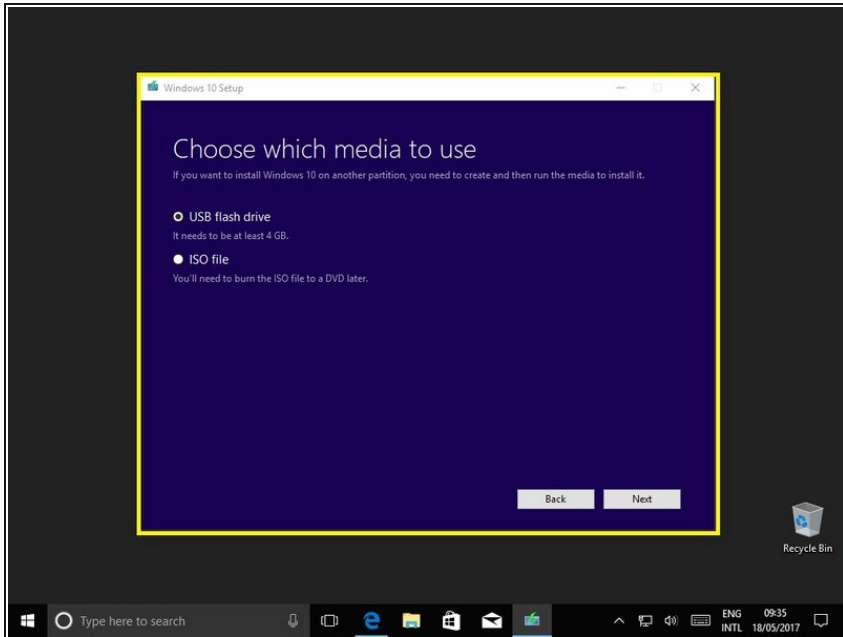 Windows 10 Setup
Choose which media to use
If you want to install Windows 10 on another partition, you need to create and then run the media to install it.
USB flash drive
It needs to be at least 4 GB.
ISO file
You'll need to burn the ISO file to a DVD later.
Back
Next
Recycle Bin
Type here to search
ENG
INTL
09:35
18/05/2017